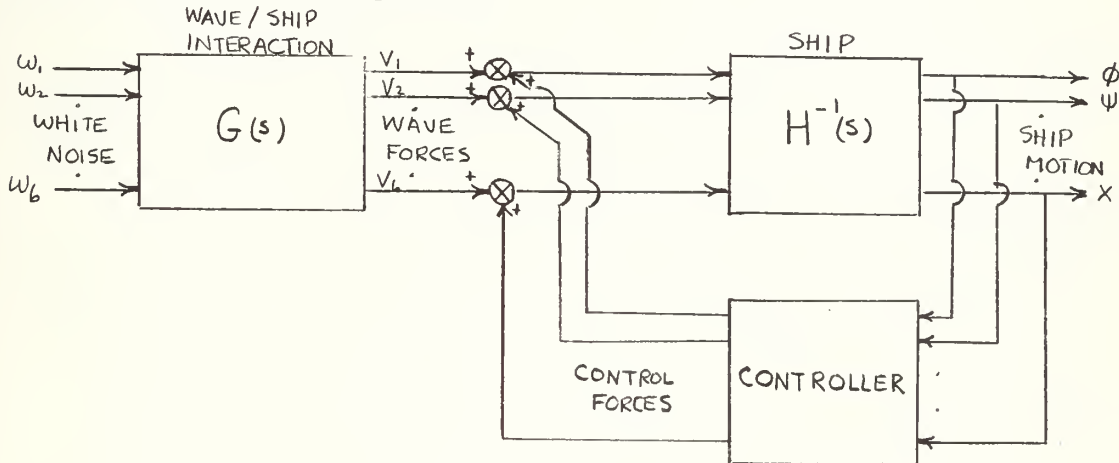 WAVE / SHIP
INTERACTION
SHIP
ω1
ω2
WHITE
NOISE
ω6
G(s)
V1
V2
WAVE
FORCES
V6
+
+
+
+
+
+
H⁻¹(s)
φ
ψ
SHIP
MOTION
X
CONTROL
FORCES
CONTROLLER